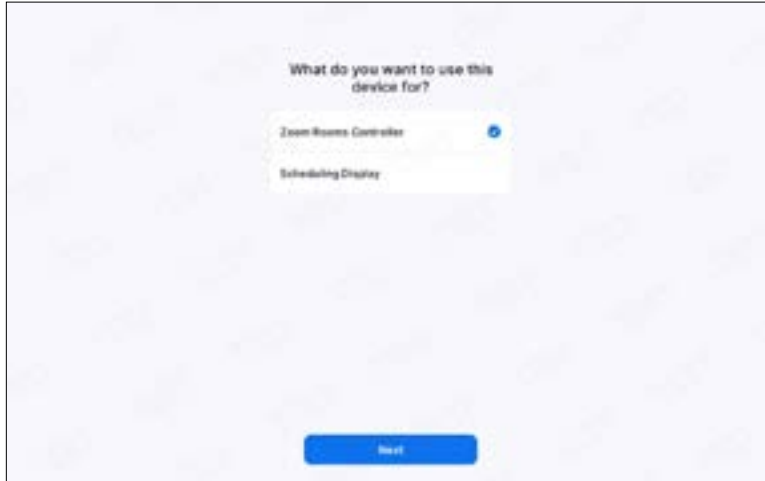 What do you want to use this
device for?
Zoom Rooms Controller
Scheduling Display
Next